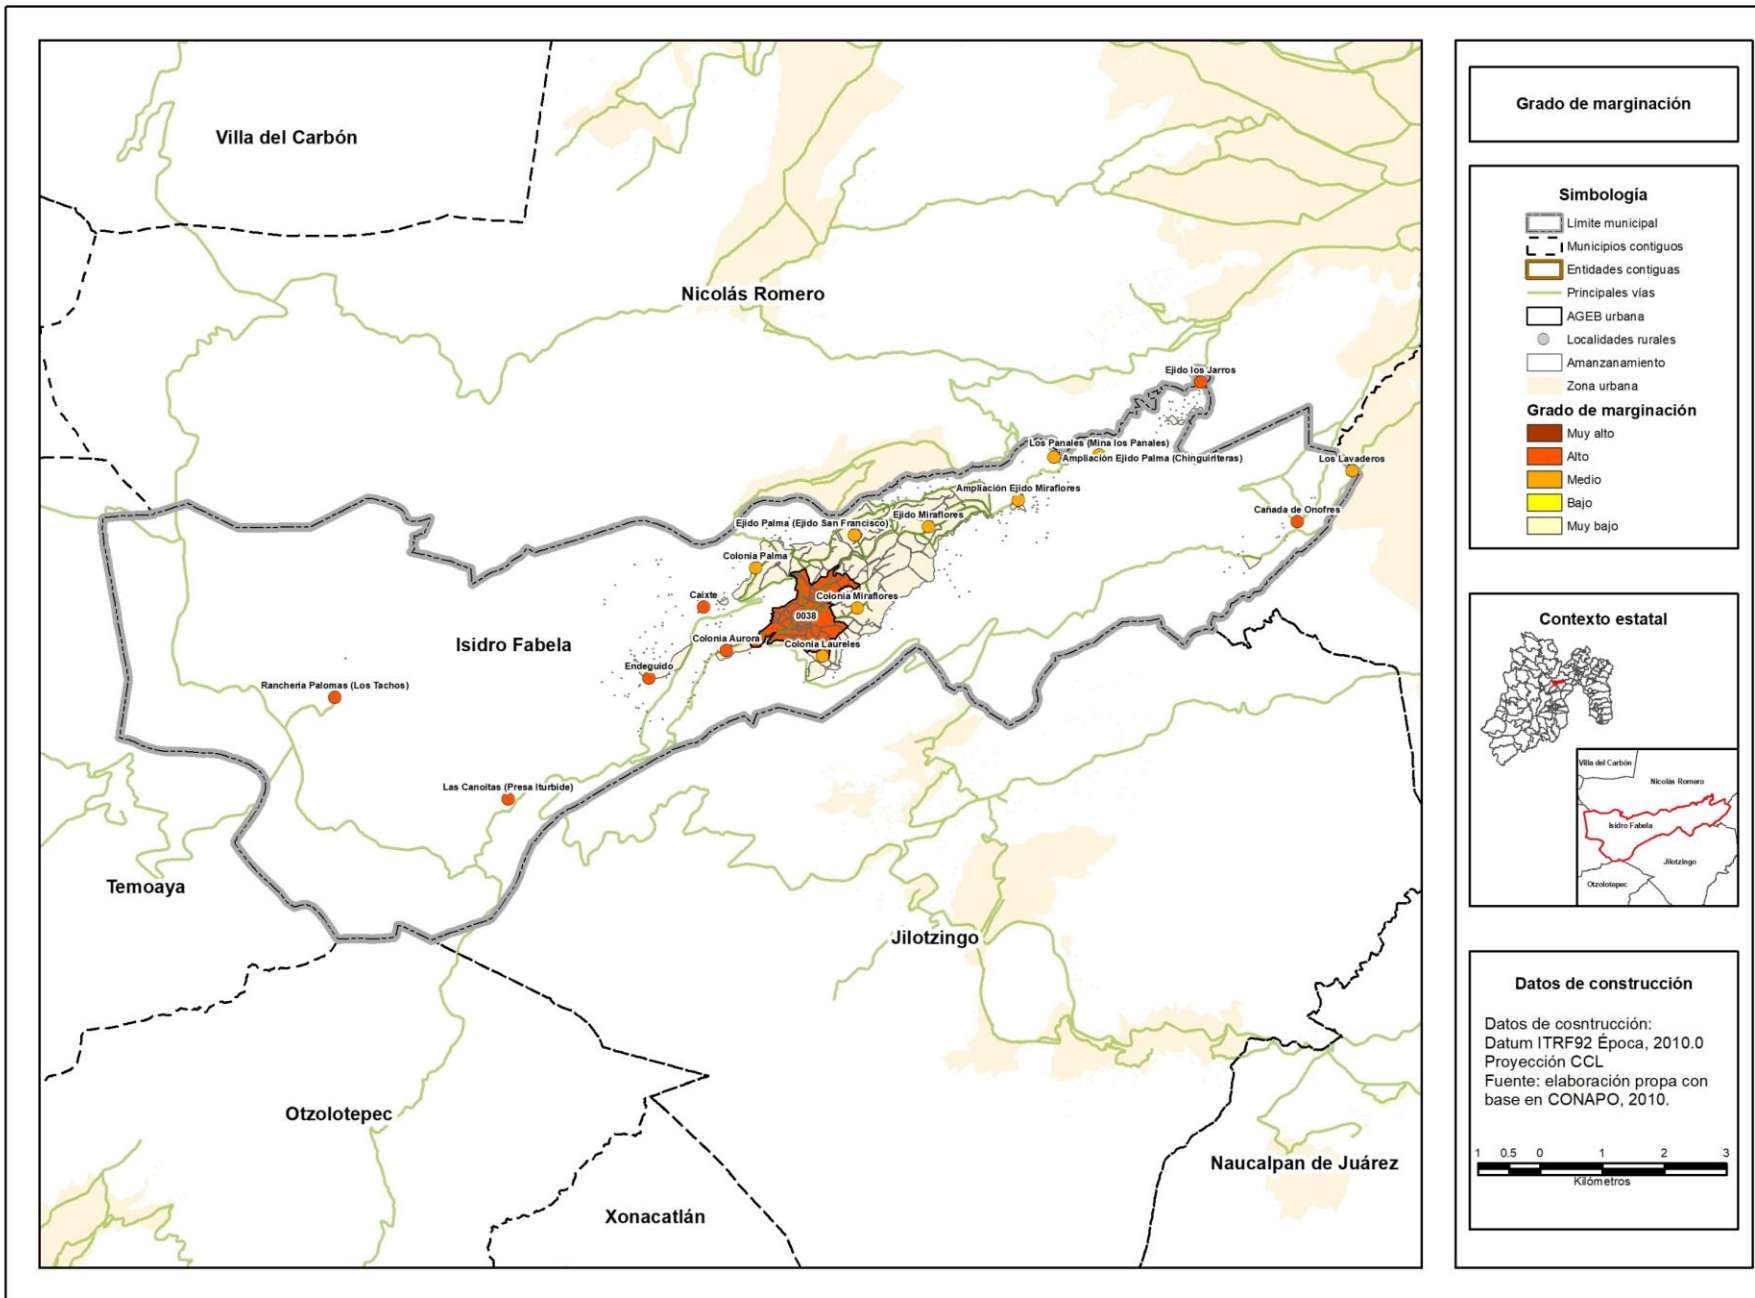 Villa del Carbón
Nicolás Romero
Ejido los Jarros
Los Panales (Mina los Panales)
Ampliación Ejido Palma (Chinguiriteras)
Los Lavaderos
Ampliación Ejido Miraflores
Cañada de Onofres
Ejido Miraflores
Ejido Palma (Ejido San Francisco)
Colonia Palma
Caixte
Colonia Miraflores
0038
Isidro Fabela
Colonia Aurora
Colonia Laureles
Endeguido
Ranchería Palomas (Los Tachos)
Las Canoitas (Presa Iturbide)
Temoaya
Jilotzingo
Otzolotepec
Naucalpan de Juárez
Xonacatlán
Grado de marginación
Simbología
Límite municipal
Municipios contiguos
Entidades contiguas
Principales vías
AGEB urbana
Localidades rurales
Amanzanamiento
Zona urbana
Grado de marginación
Muy alto
Alto
Medio
Bajo
Muy bajo
Contexto estatal
Villa del Carbón
Nicolás Romero
Isidro Fabela
Jilotzingo
Otzolotepec
Datos de construcción
Datos de cosntrucción:
Datum ITRF92 Época, 2010.0
Proyección CCL
Fuente: elaboración propa con
base en CONAPO, 2010.
1 0.5 0 1 2 3
Kilómetros